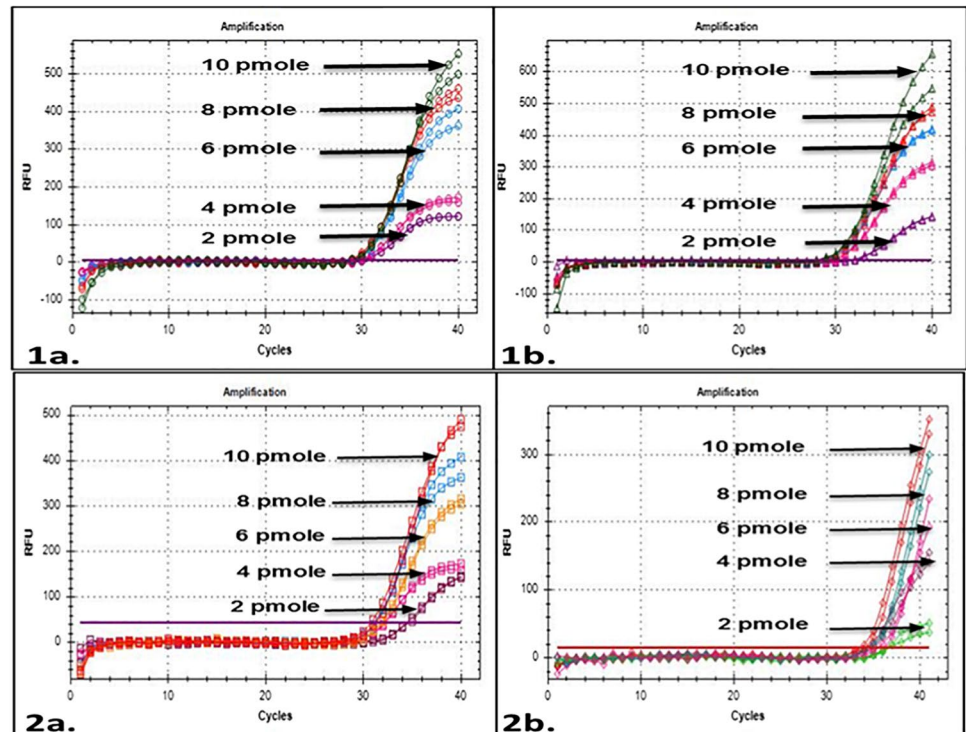 Amplification
500
400
300
200
100
0
-100
RFU
10 pmole
8 pmole
6 pmole
4 pmole
2 pmole
0 10 20 30 40
Cycles
1a.
Amplification
600
500
400
300
200
100
0
-100
RFU
10 pmole
8 pmole
6 pmole
4 pmole
2 pmole
0 10 20 30 40
Cycles
1b.
Amplification
500
400
300
200
100
0
RFU
10 pmole
8 pmole
6 pmole
4 pmole
2 pmole
0 10 20 30 40
Cycles
2a.
Amplification
300
200
100
0
RFU
10 pmole
8 pmole
6 pmole
4 pmole
2 pmole
0 10 20 30 40
Cycles
2b.